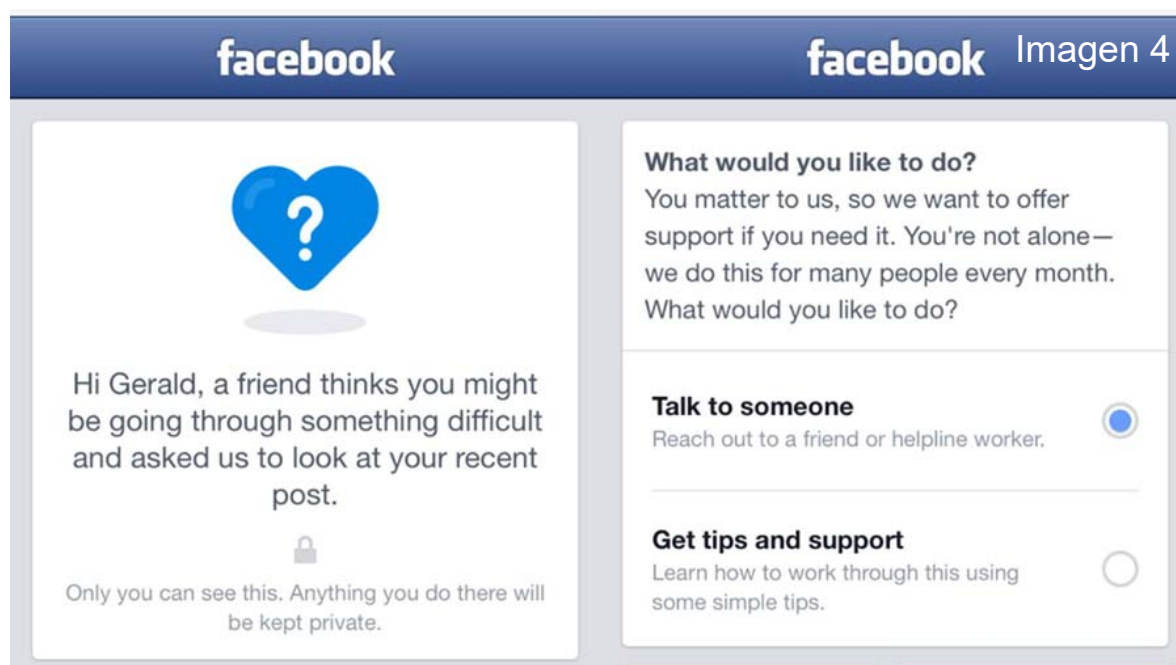 facebook
?
Hi Gerald, a friend thinks you might
be going through something difficult
and asked us to look at your recent
post.
Only you can see this. Anything you do there will
be kept private.
facebook
Imagen 4
What would you like to do?
You matter to us, so we want to offer
support if you need it. You're not alone—
we do this for many people every month.
What would you like to do?
Talk to someone
Reach out to a friend or helpline worker.
Get tips and support
Learn how to work through this using
some simple tips.